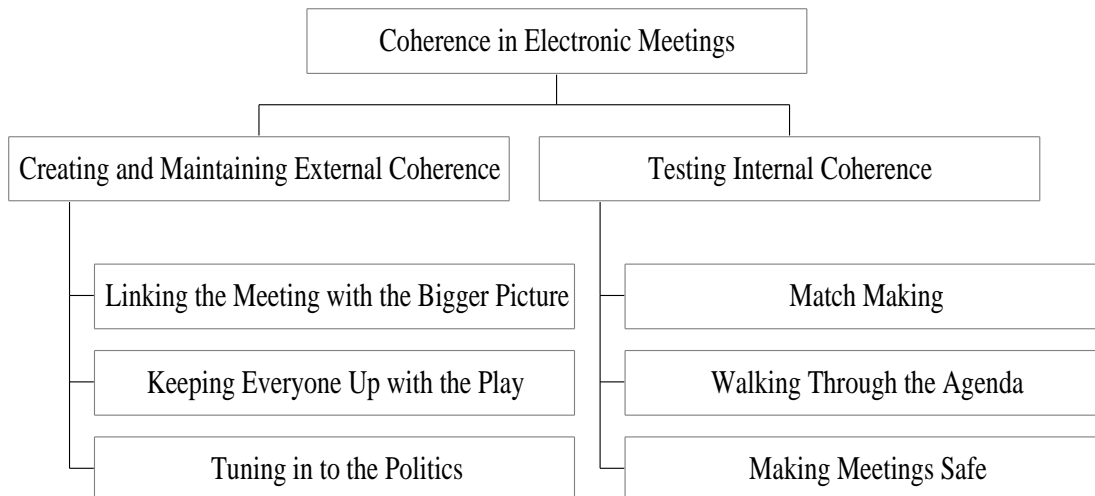 Coherence in Electronic Meetings
Creating and Maintaining External Coherence
Testing Internal Coherence
Linking the Meeting with the Bigger Picture
Match Making
Keeping Everyone Up with the Play
Walking Through the Agenda
Tuning in to the Politics
Making Meetings Safe